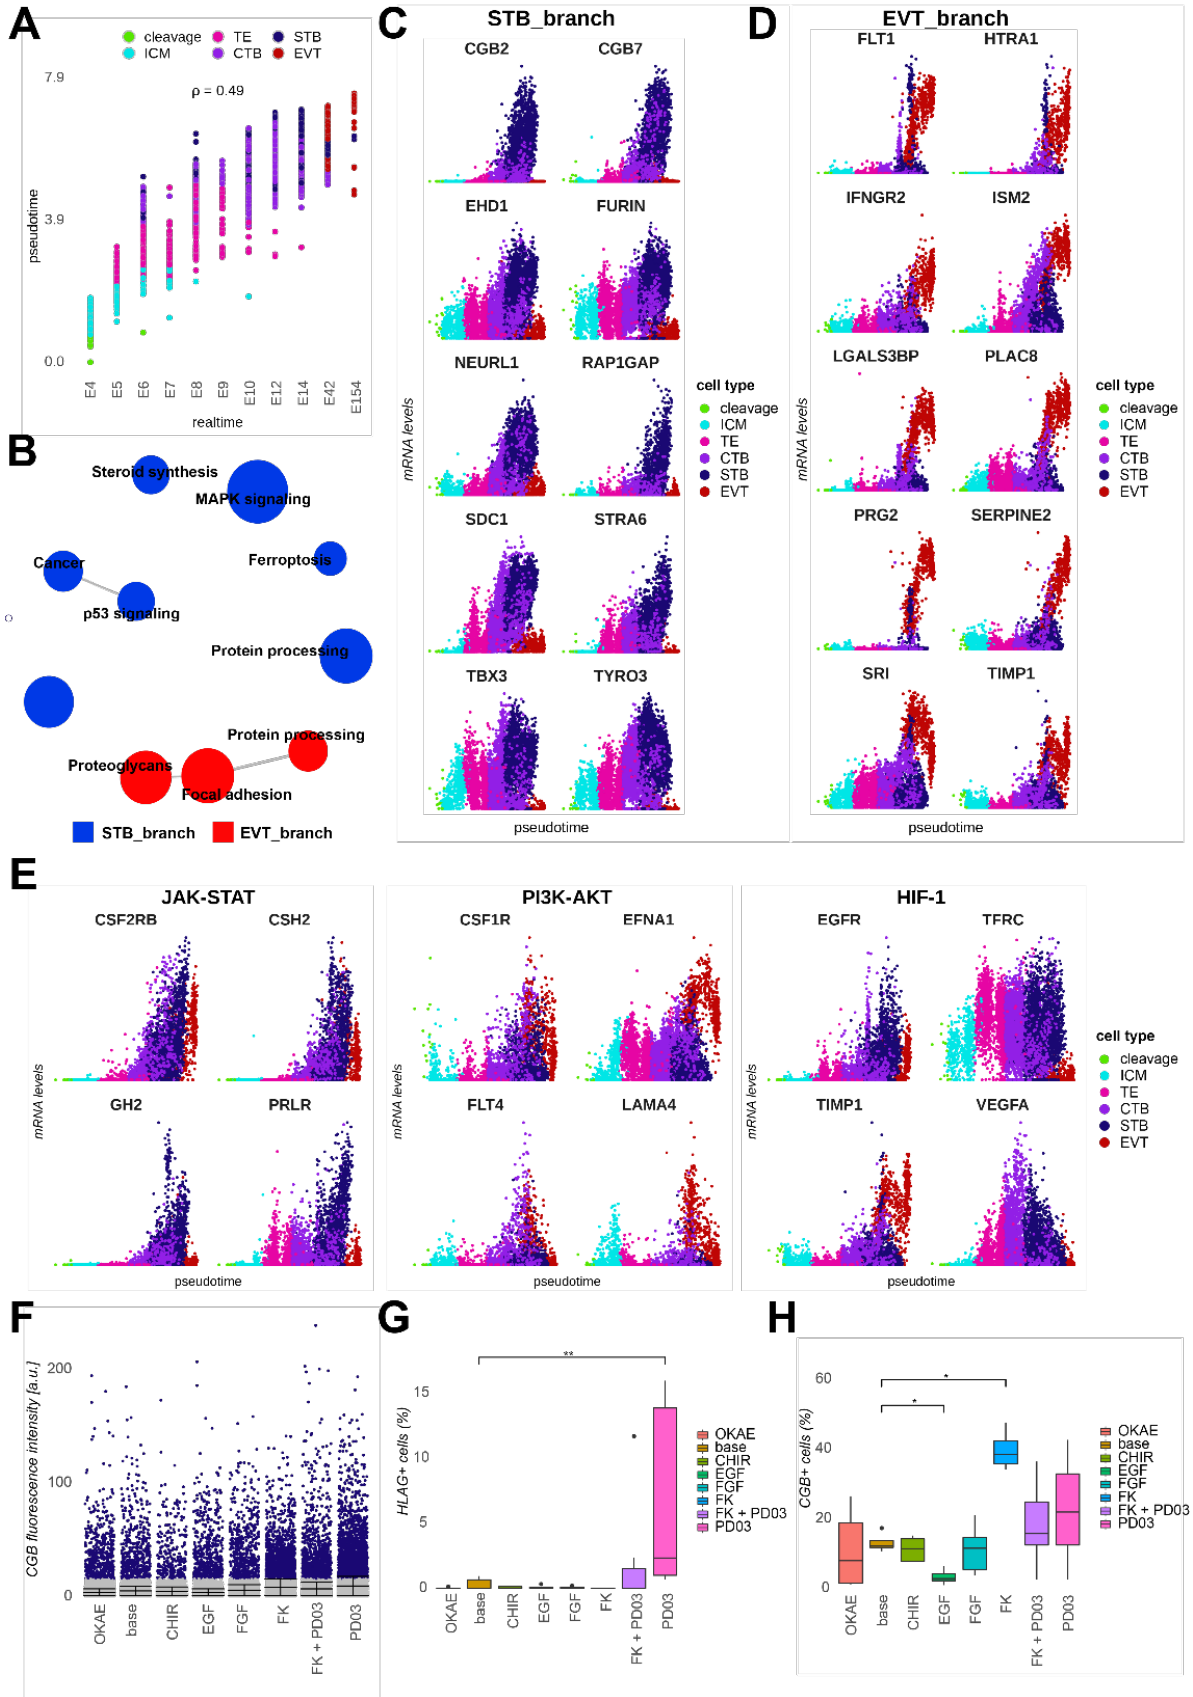 A
cleavage TE STB
ICM CTB EVT
ρ = 0.49
7.9
3.9
0.0
pseudotime
E4 E5 E6 E7 E8 E9 E10 E12 E14 E42 E154
realtime
B
Steroid synthesis
MAPK signaling
Cancer
Ferroptosis
p53 signaling
Protein processing
Protein processing
Proteoglycans
Focal adhesion
STB_branch EVT_branch
C
STB_branch
CGB2 CGB7
EHD1 FURIN
NEURL1 RAP1GAP
SDC1 STRA6
TBX3 TYRO3
mRNA levels
pseudotime
cell type
cleavage
ICM
TE
CTB
STB
EVT
D
EVT_branch
FLT1 HTRA1
IFNGR2 ISM2
LGALS3BP PLAC8
PRG2 SERPINE2
SRI TIMP1
mRNA levels
pseudotime
cell type
cleavage
ICM
TE
CTB
STB
EVT
E
JAK-STAT
CSF2RB CSH2
GH2 PRLR
mRNA levels
pseudotime
PI3K-AKT
CSF1R EFNA1
FLT4 LAMA4
mRNA levels
pseudotime
HIF-1
EGFR TFRC
TIMP1 VEGFA
mRNA levels
pseudotime
cell type
cleavage
ICM
TE
CTB
STB
EVT
F
CGB fluorescence intensity [a.u.]
200
100
0
OKAE base CHIR EGF FGF FK FK + PD03 PD03
G
HLAG+ cells (%)
**
15
10
5
0
OKAE base CHIR EGF FGF FK FK + PD03 PD03
OKAE
base
CHIR
EGF
FGF
FK
FK + PD03
PD03
H
CGB+ cells (%)
*
*
60
40
20
0
OKAE base CHIR EGF FGF FK FK + PD03 PD03
OKAE
base
CHIR
EGF
FGF
FK
FK + PD03
PD03